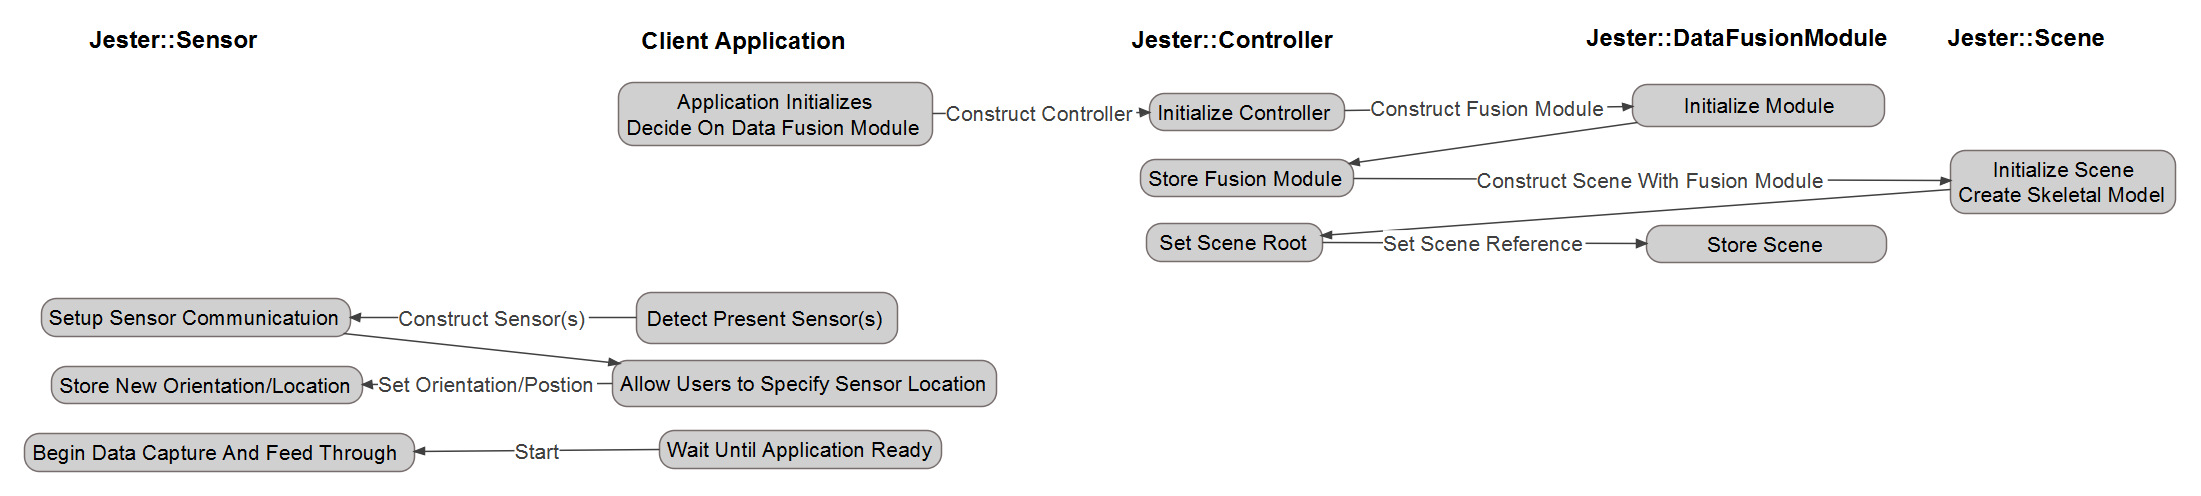 Jester::Sensor
Client Application
Jester::Controller
Jester::DataFusionModule
Jester::Scene
Application Initializes
Decide On Data Fusion Module
Construct Controller
Initialize Controller
Construct Fusion Module
Initialize Module
Store Fusion Module
Construct Scene With Fusion Module
Initialize Scene
Create Skeletal Model
Set Scene Root
Set Scene Reference
Store Scene
Setup Sensor Communicatuion
Construct Sensor(s)
Detect Present Sensor(s)
Store New Orientation/Location
Set Orientation/Postion
Allow Users to Specify Sensor Location
Begin Data Capture And Feed Through
Start
Wait Until Application Ready